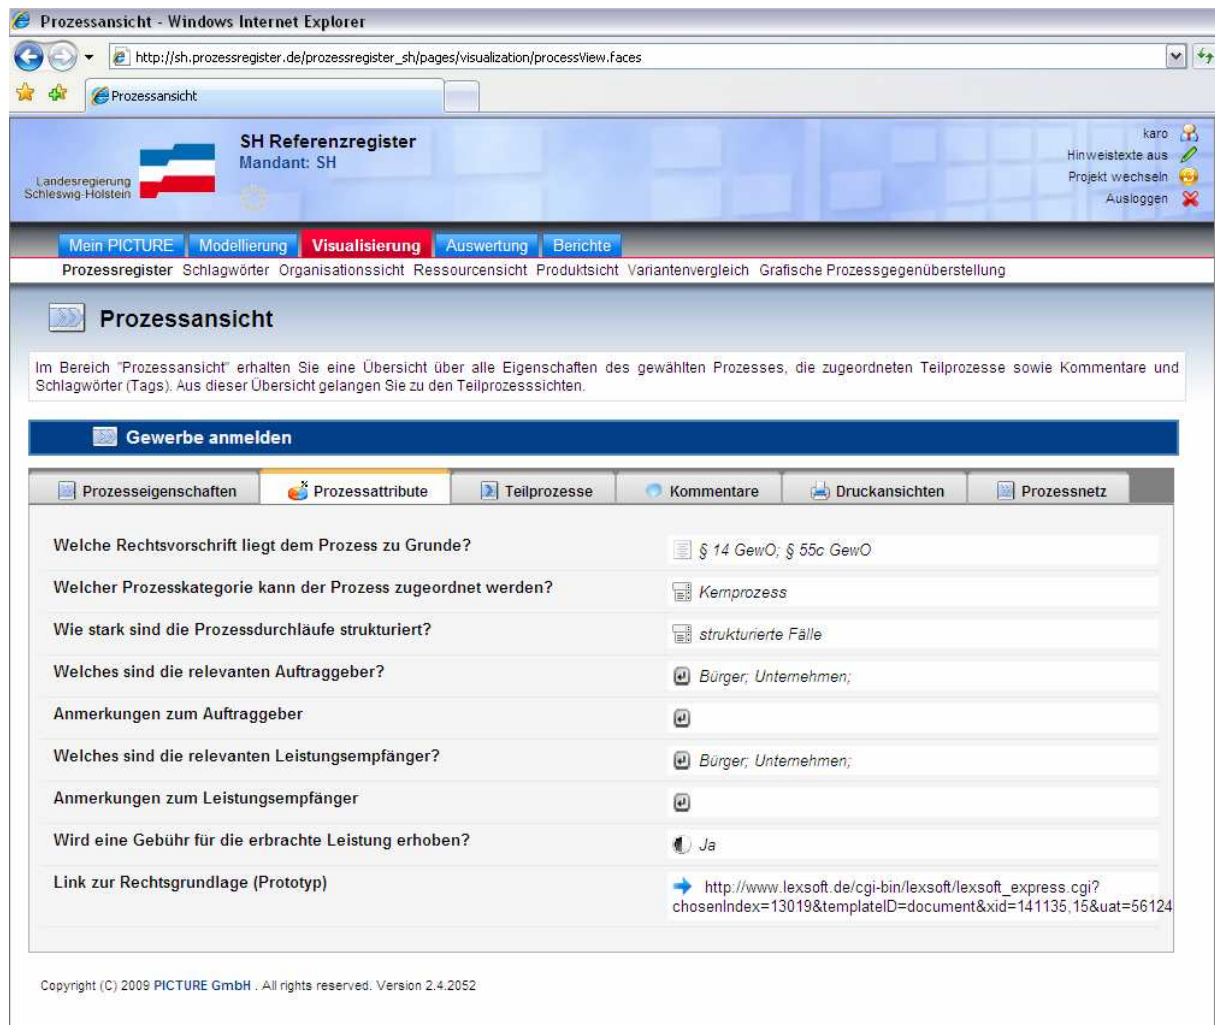 Prozessansicht - Windows Internet Explorer
http://sh.prozessregister.de/prozessregister_sh/pages/visualization/processView.faces
Prozessansicht
SH Referenzregister
Mandant: SH
Landesregierung
Schleswig-Holstein
karo
Hinweistexte aus
Projekt wechseln
Ausloggen
Mein PICTURE Modellierung Visualisierung Auswertung Berichte
Prozessregister Schlagwörter Organisationssicht Ressourcensicht Produktsicht Variantenvergleich Grafische Prozessgegenüberstellung
Prozessansicht
Im Bereich "Prozessansicht" erhalten Sie eine Übersicht über alle Eigenschaften des gewählten Prozesses, die zugeordneten Teilprozesse sowie Kommentare und
Schlagwörter (Tags). Aus dieser Übersicht gelangen Sie zu den Teilprozesssichten.
Gewerbe anmelden
Prozesseigenschaften Prozessattribute Teilprozesse Kommentare Druckansichten Prozessnetz
Welche Rechtsvorschrift liegt dem Prozess zu Grunde? § 14 GewO; § 55c GewO
Welcher Prozesskategorie kann der Prozess zugeordnet werden? Kernprozess
Wie stark sind die Prozessdurchläufe strukturiert? strukturierte Fälle
Welches sind die relevanten Auftraggeber? Bürger; Unternehmen;
Anmerkungen zum Auftraggeber
Welches sind die relevanten Leistungsempfänger? Bürger; Unternehmen;
Anmerkungen zum Leistungsempfänger
Wird eine Gebühr für die erbrachte Leistung erhoben? Ja
Link zur Rechtsgrundlage (Prototyp) http://www.lexsoft.de/cgi-bin/lexsoft/lexsoft_express.cgi?
chosenIndex=13019&templateID=document&xid=141135,15&uat=56124
Copyright (C) 2009 PICTURE GmbH . All rights reserved. Version 2.4.2052